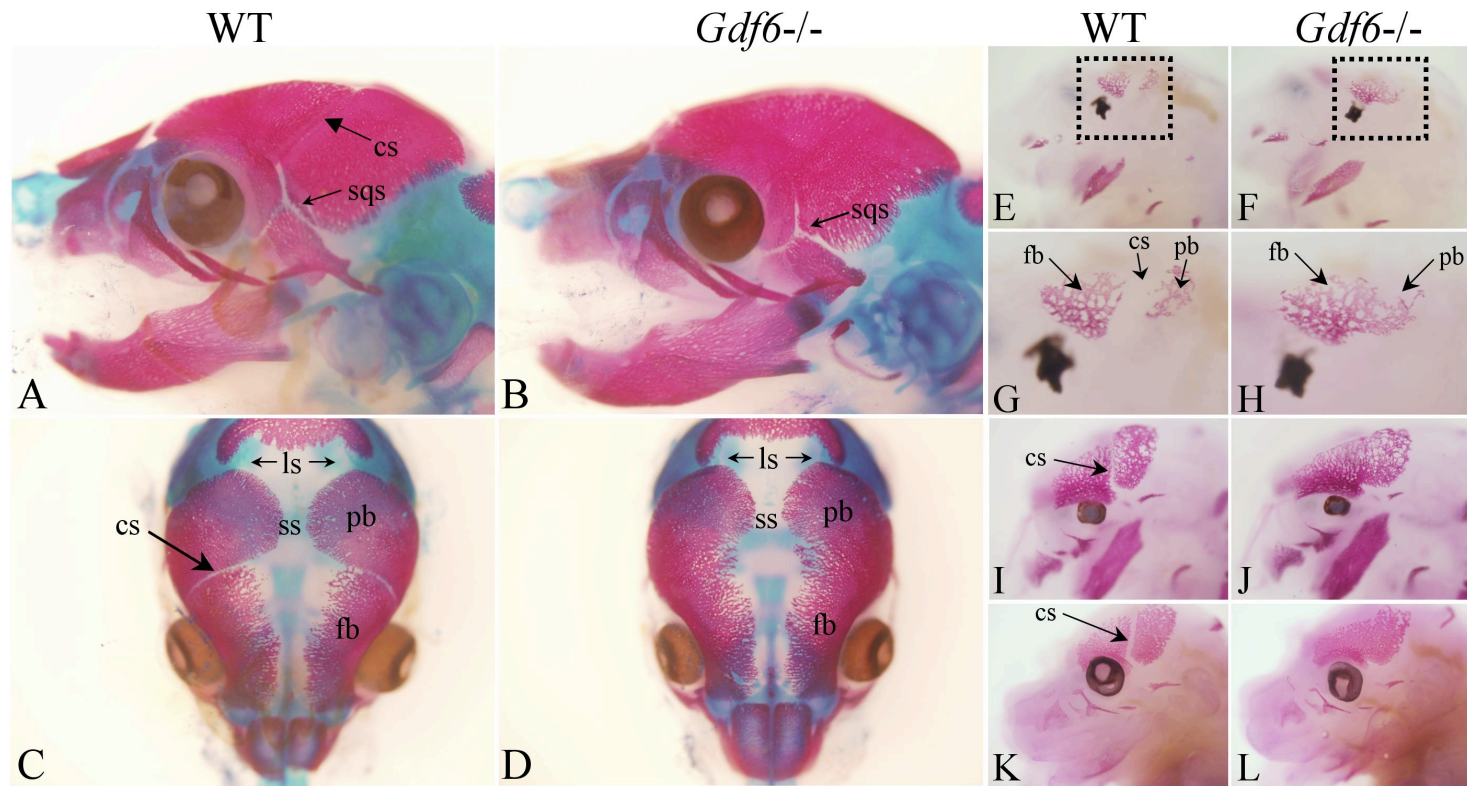 WT Gdf6-/- WT Gdf6-/-
cs
sqs
A
sqs
B
E
F
fb cs pb
G
fb pb
H
ls
cs ss pb
fb
C
ls
ss pb
fb
D
cs
I
J
cs
K
L